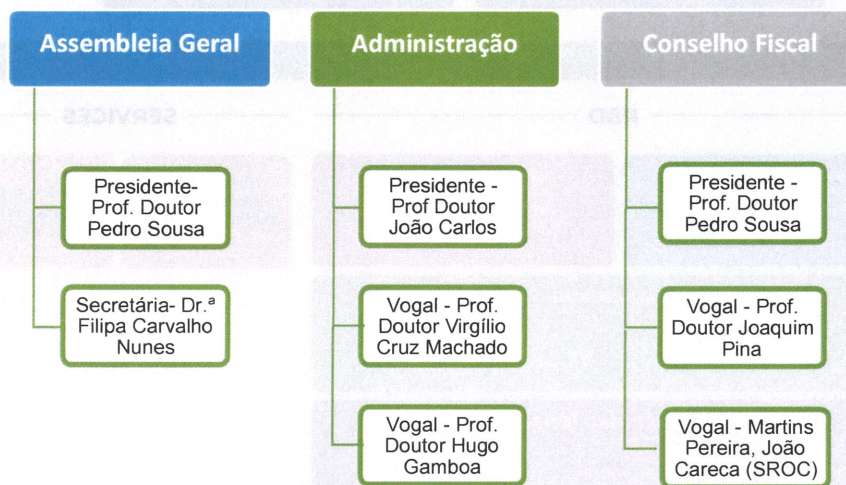 Assembleia Geral
Presidente-
Prof. Doutor
Pedro Sousa
Secretária- Dr.ª
Filipa Carvalho
Nunes
Administração
Presidente -
Prof Doutor
João Carlos
Vogal - Prof.
Doutor Virgílio
Cruz Machado
Vogal - Prof.
Doutor Hugo
Gamboa
Conselho Fiscal
Presidente -
Prof. Doutor
Pedro Sousa
Vogal - Prof.
Doutor Joaquim
Pina
Vogal - Martins
Pereira, João
Careca (SROC)
SERVICES
R&D